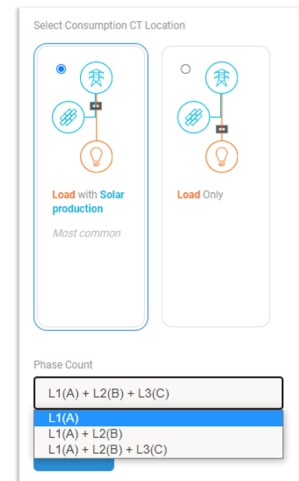 Select Consumption CT Location
Load with Solar
production
Most common
Load Only
Phase Count
L1(A) + L2(B) + L3(C)
L1(A)
L1(A) + L2(B)
L1(A) + L2(B) + L3(C)